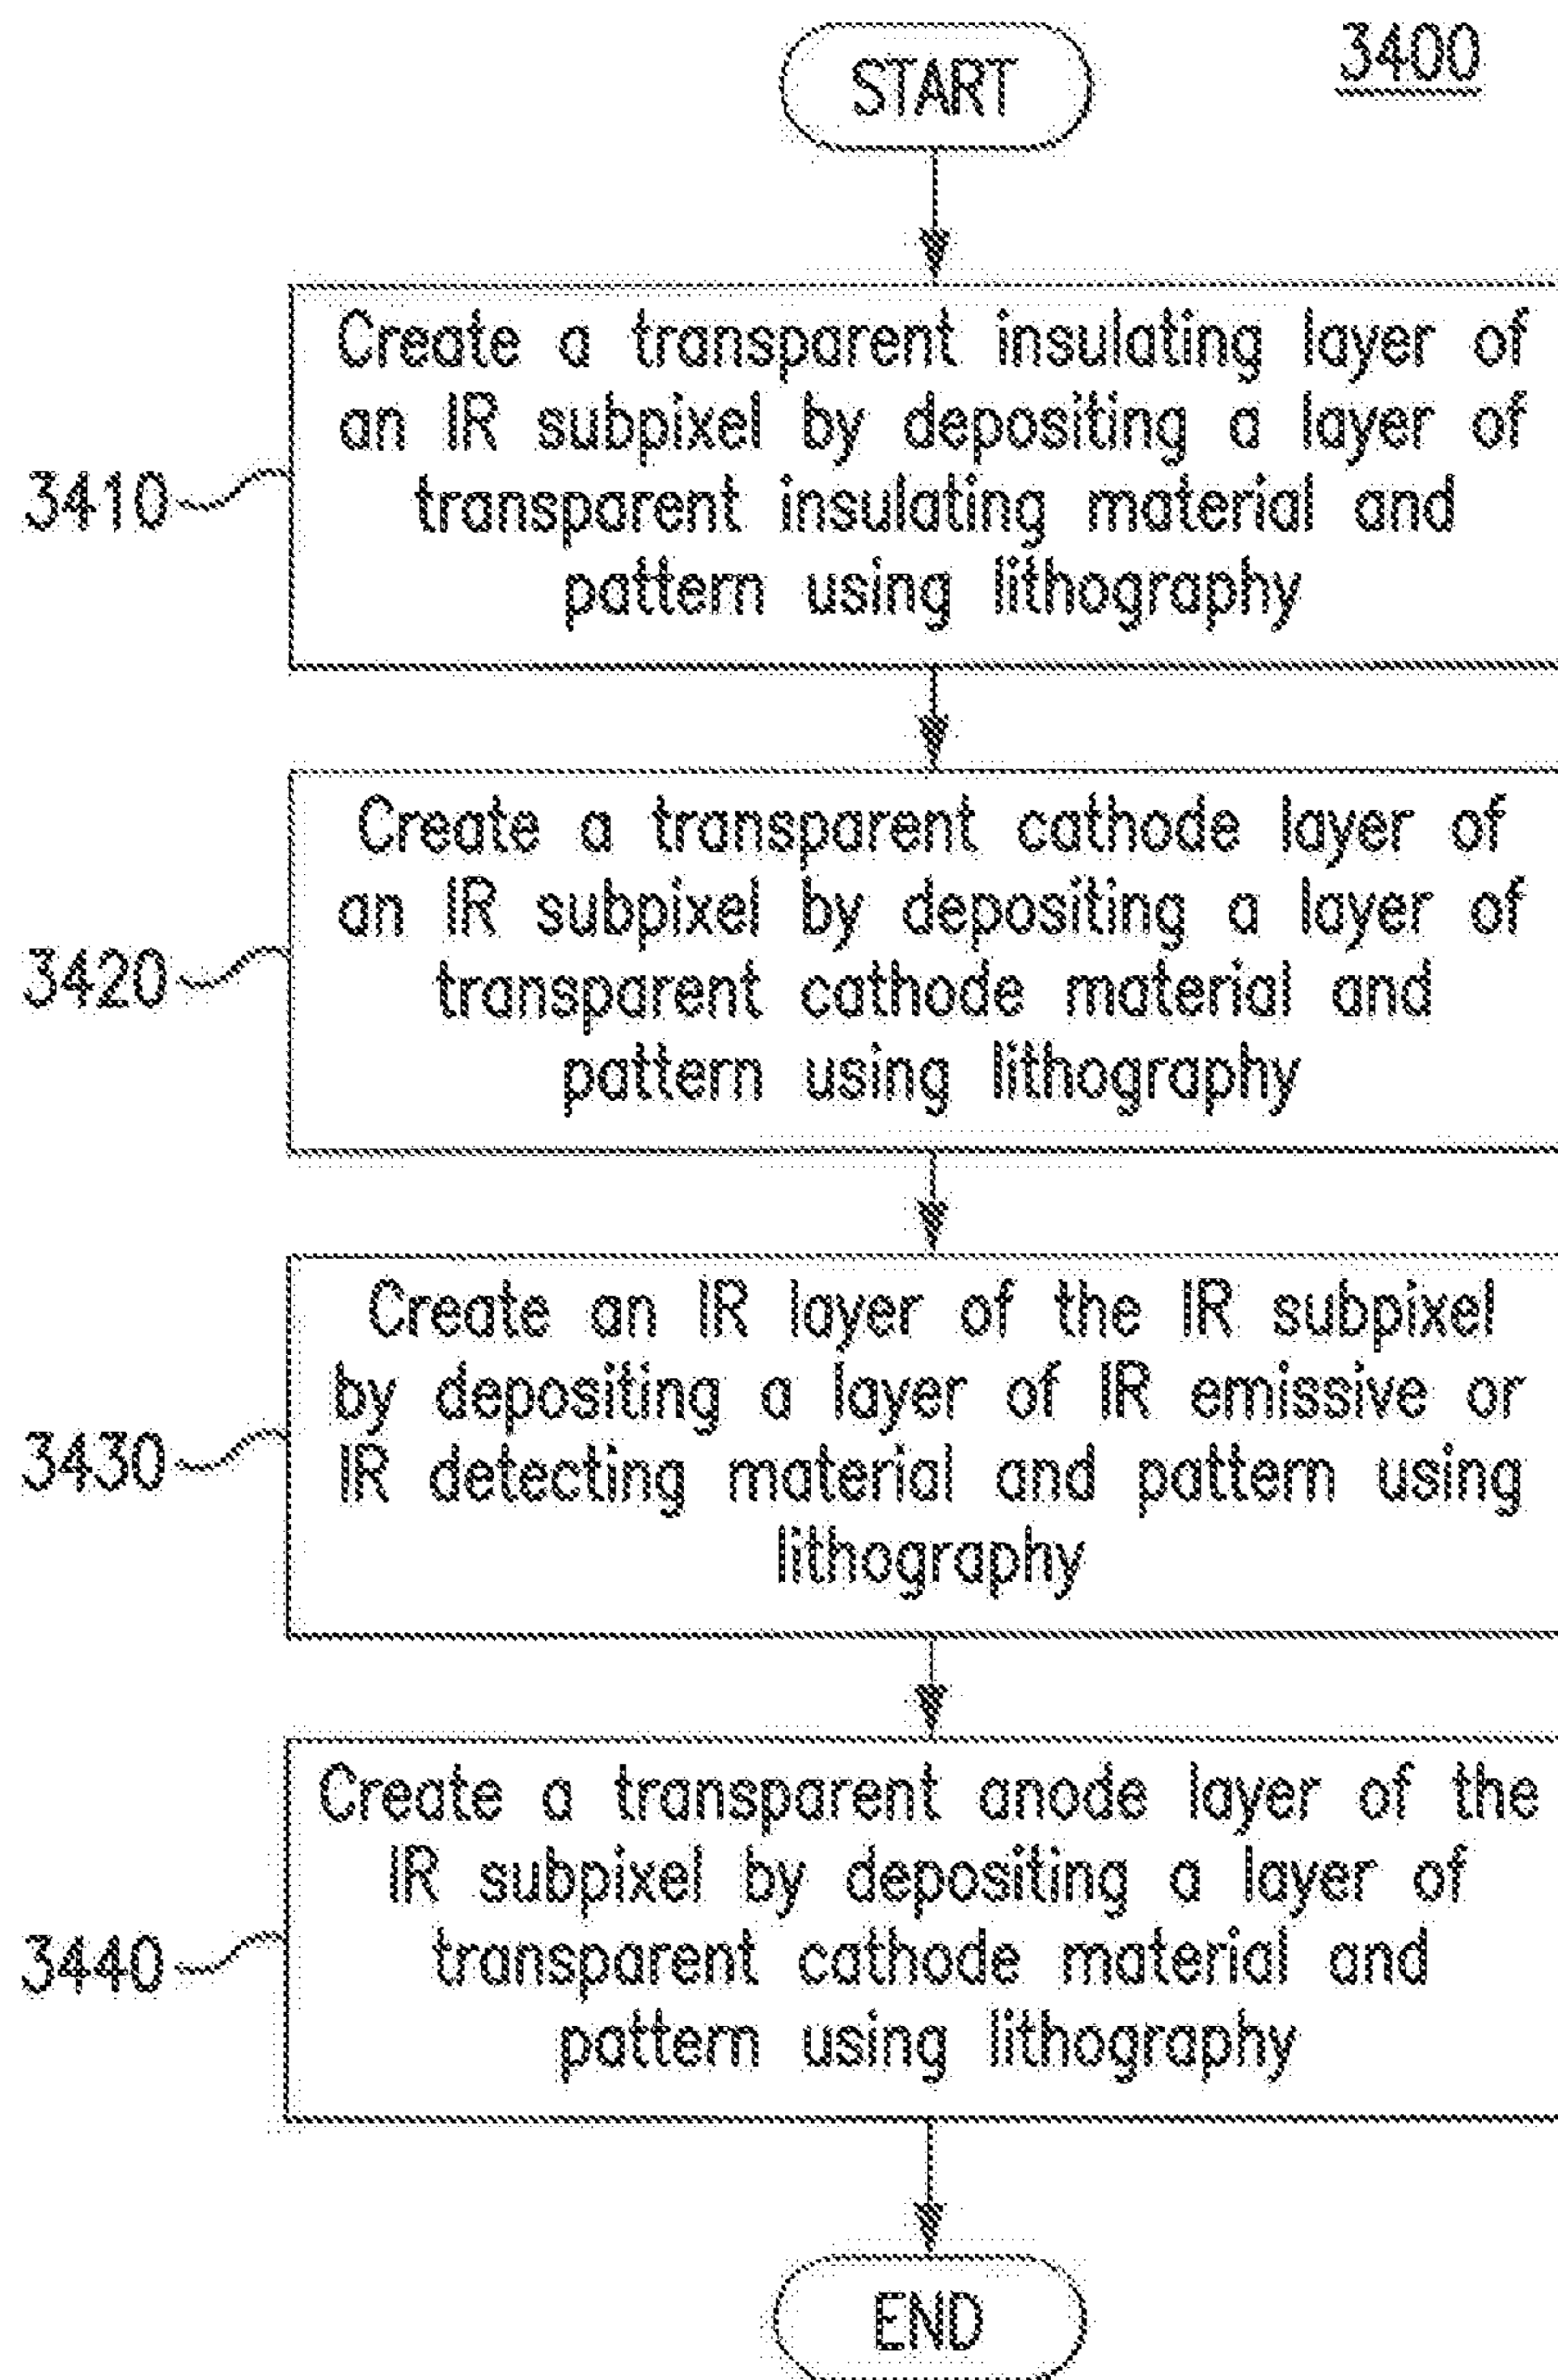 3400
START
Create a transparent insulating layer of
an IR subpixel by depositing a layer of
transparent insulating material and
pattern using lithography
3410
Create a transparent cathode layer of
an IR subpixel by depositing a layer of
transparent cathode material and
pattern using lithography
3420
Create an IR layer of the IR subpixel
by depositing a layer of IR emissive or
IR detecting material and pattern using
lithography
3430
Create a transparent anode layer of the
IR subpixel by depositing a layer of
transparent cathode material and
pattern using lithography
3440
END